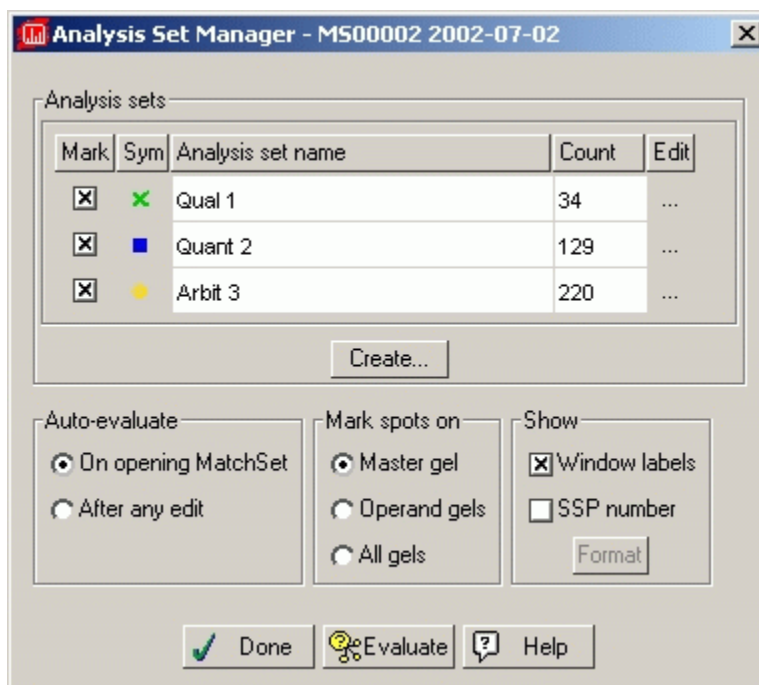 Analysis Set Manager - MS00002 2002-07-02
Analysis sets
Mark Sym Analysis set name Count Edit
Qual 1 34 ...
Quant 2 129 ...
Arbit 3 220 ...
Create...
Auto-evaluate Mark spots on Show
On opening MatchSet Master gel Window labels
After any edit Operand gels SSP number
All gels Format
Done Evaluate Help